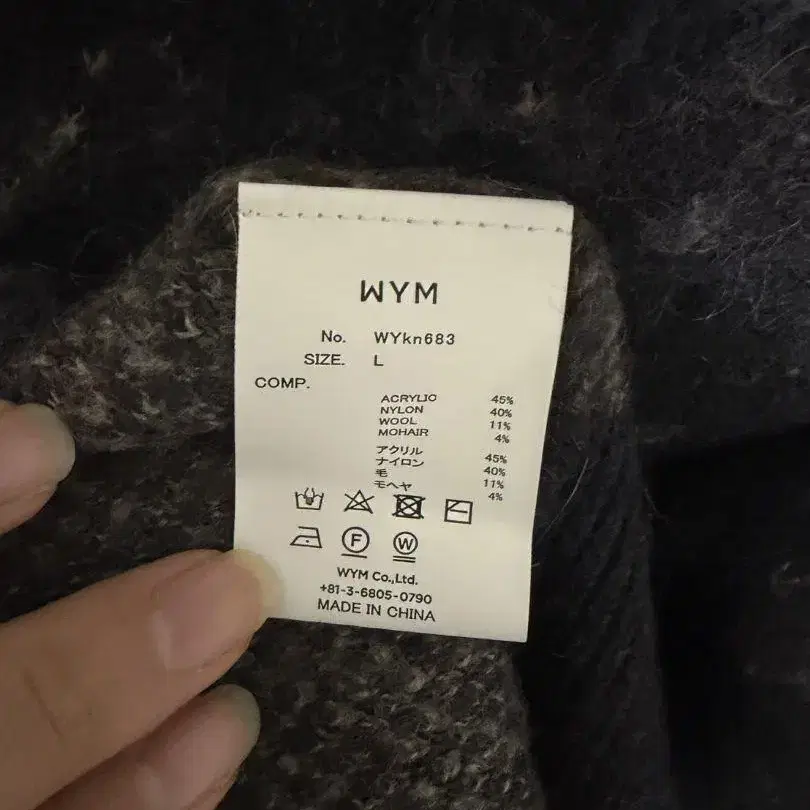 WYM
No. WYkn683
SIZE. L
COMP.
ACRYLIC 45%
NYLON 40%
WOOL 11%
MOHAIR 4%
アクリル 45%
ナイロン 40%
毛 11%
モヘヤ 4%
F
W
WYM Co.,Ltd.
+81-3-6805-0790
MADE IN CHINA